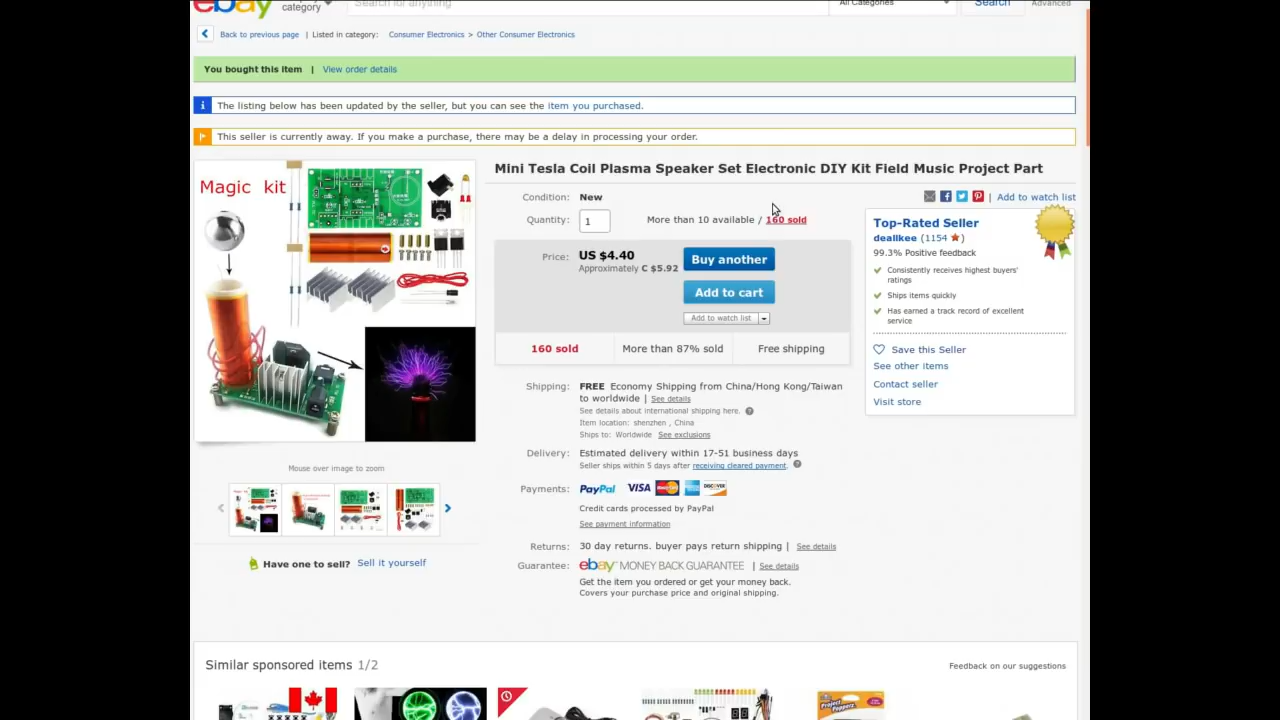 ebay
category
Search for anything
All Categories
Search
Advanced
Back to previous page | Listed in category: Consumer Electronics > Other Consumer Electronics
You bought this item | View order details
The listing below has been updated by the seller, but you can see the item you purchased.
This seller is currently away. If you make a purchase, there may be a delay in processing your order.
Magic kit
Mouse over image to zoom
Have one to sell? Sell it yourself
Mini Tesla Coil Plasma Speaker Set Electronic DIY Kit Field Music Project Part
Condition: New
Quantity: 1 More than 10 available / 160 sold
Price: US $4.40
Approximately C $5.92
Buy another
Add to cart
Add to watch list
160 sold More than 87% sold Free shipping
Shipping: FREE Economy Shipping from China/Hong Kong/Taiwan
to worldwide | See details
See details about international shipping here.
Item location: shenzhen , China
Ships to: Worldwide See exclusions
Delivery: Estimated delivery within 17-51 business days
Seller ships within 5 days after receiving cleared payment.
Payments: PayPal VISA MasterCard DISCOVER
Credit cards processed by PayPal
See payment information
Returns: 30 day returns. buyer pays return shipping | See details
Guarantee: ebay MONEY BACK GUARANTEE | See details
Get the item you ordered or get your money back.
Covers your purchase price and original shipping.
| Add to watch list
Top-Rated Seller
deallkee (1154 )
99.3% Positive feedback
Consistently receives highest buyers'
ratings
Ships items quickly
Has earned a track record of excellent
service
Save this Seller
See other items
Contact seller
Visit store
Similar sponsored items 1/2
Feedback on our suggestions